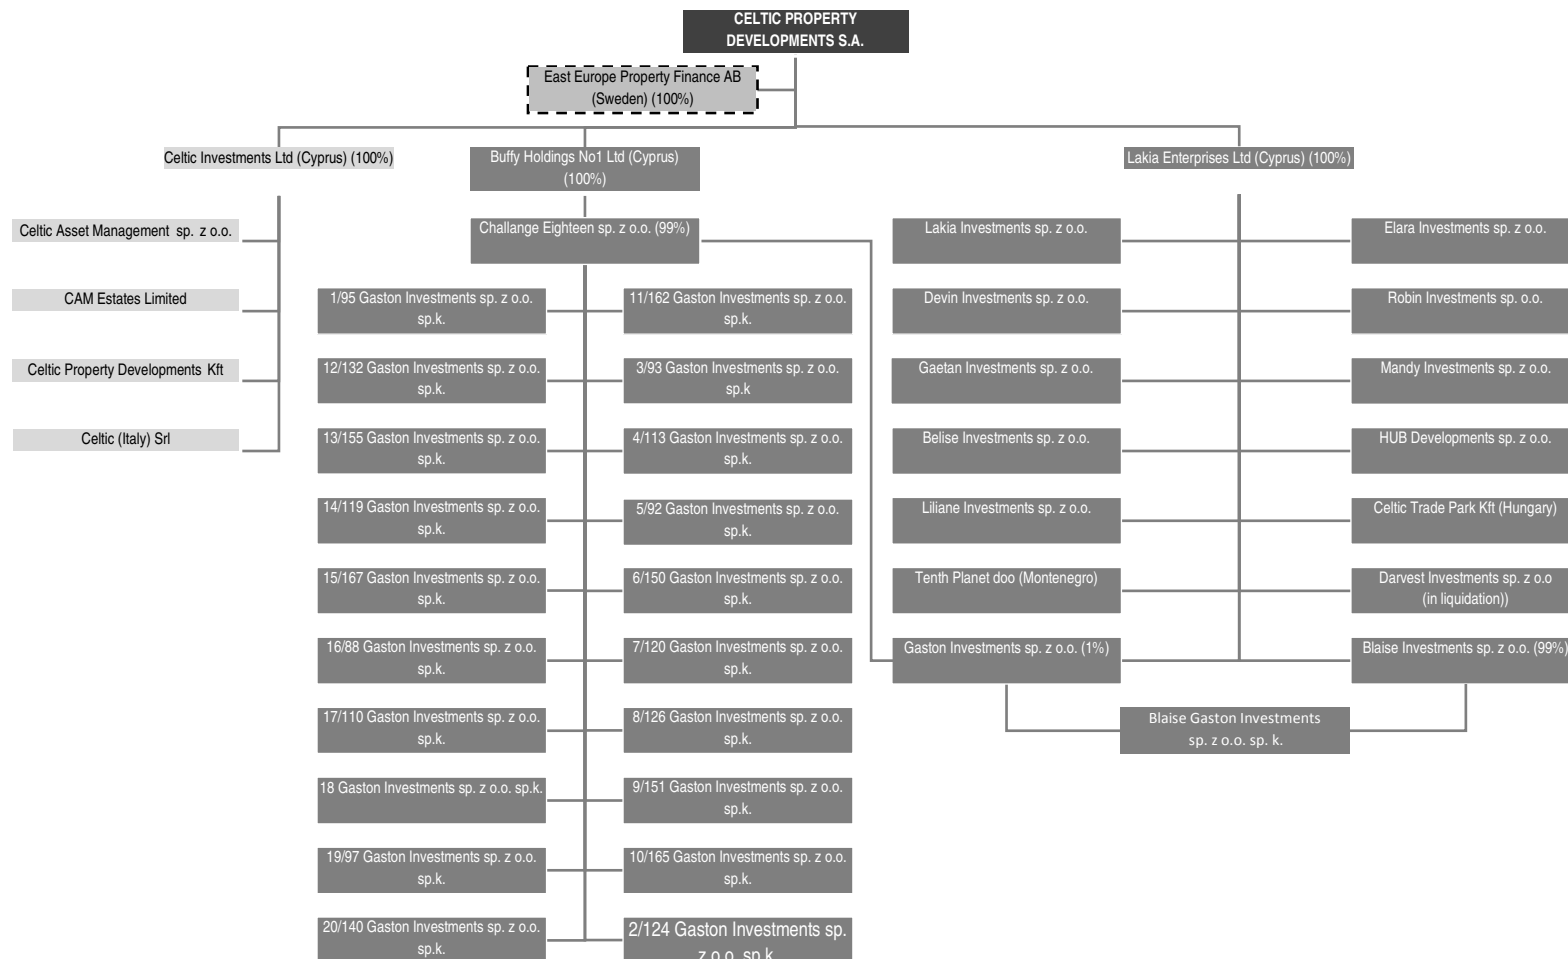 CELTIC PROPERTY
DEVELOPMENTS S.A.
East Europe Property Finance AB
(Sweden) (100%)
Celtic Investments Ltd (Cyprus) (100%)
Buffy Holdings No1 Ltd (Cyprus)
(100%)
Lakia Enterprises Ltd (Cyprus) (100%)
Celtic Asset Management sp. z o.o.
CAM Estates Limited
Celtic Property Developments Kft
Celtic (Italy) Srl
Challange Eighteen sp. z o.o. (99%)
1/95 Gaston Investments sp. z o.o.
sp.k.
11/162 Gaston Investments sp. z o.o.
sp.k.
12/132 Gaston Investments sp. z o.o.
sp.k.
3/93 Gaston Investments sp. z o.o.
sp.k
13/155 Gaston Investments sp. z o.o.
sp.k.
4/113 Gaston Investments sp. z o.o.
sp.k.
14/119 Gaston Investments sp. z o.o.
sp.k.
5/92 Gaston Investments sp. z o.o.
sp.k.
15/167 Gaston Investments sp. z o.o.
sp.k.
6/150 Gaston Investments sp. z o.o.
sp.k.
16/88 Gaston Investments sp. z o.o.
sp.k.
7/120 Gaston Investments sp. z o.o.
sp.k.
17/110 Gaston Investments sp. z o.o.
sp.k.
8/126 Gaston Investments sp. z o.o.
sp.k.
18 Gaston Investments sp. z o.o. sp.k.
9/151 Gaston Investments sp. z o.o.
sp.k.
19/97 Gaston Investments sp. z o.o.
sp.k.
10/165 Gaston Investments sp. z o.o.
sp.k.
20/140 Gaston Investments sp. z o.o.
sp.k.
2/124 Gaston Investments sp.
z o.o. sp.k.
Lakia Investments sp. z o.o.
Elara Investments sp. z o.o.
Devin Investments sp. z o.o.
Robin Investments sp. o.o.
Gaetan Investments sp. z o.o.
Mandy Investments sp. z o.o.
Belise Investments sp. z o.o.
HUB Developments sp. z o.o.
Liliane Investments sp. z o.o.
Celtic Trade Park Kft (Hungary)
Tenth Planet doo (Montenegro)
Darvest Investments sp. z o.o
(in liquidation))
Gaston Investments sp. z o.o. (1%)
Blaise Investments sp. z o.o. (99%)
Blaise Gaston Investments
sp. z o.o. sp. k.